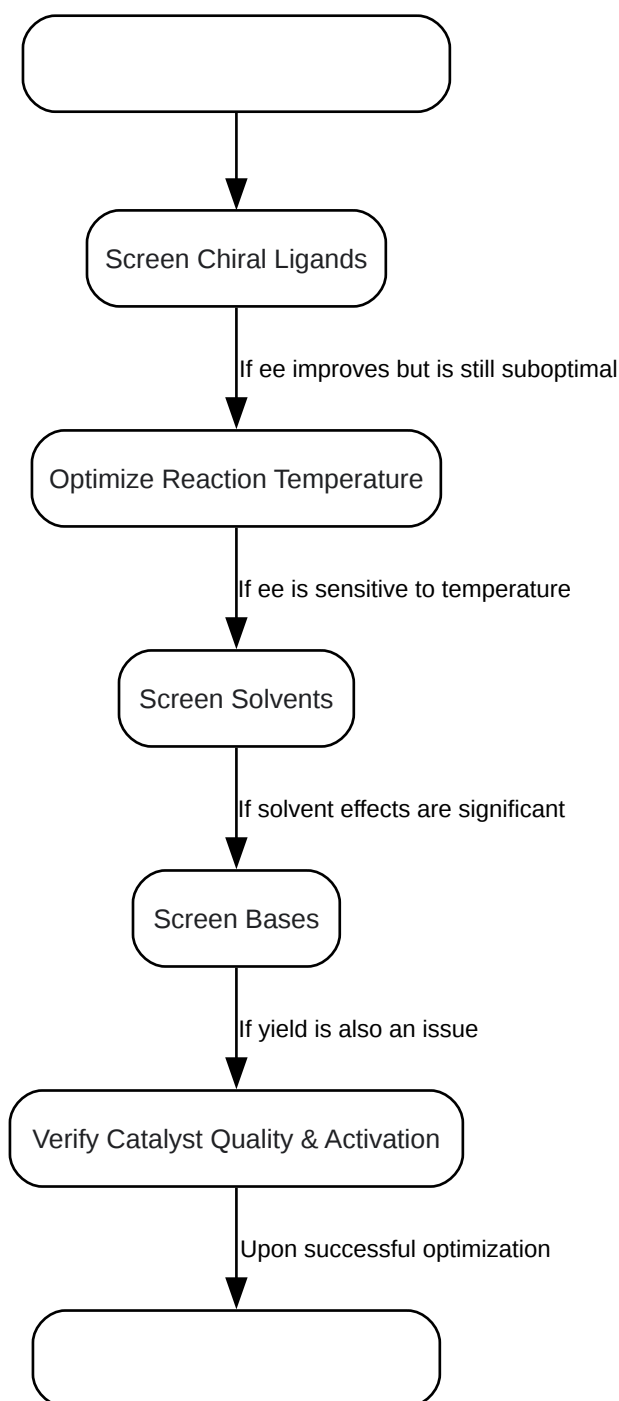 Screen Chiral Ligands
If ee improves but is still suboptimal
Optimize Reaction Temperature
If ee is sensitive to temperature
Screen Solvents
If solvent effects are significant
Screen Bases
If yield is also an issue
Verify Catalyst Quality & Activation
Upon successful optimization